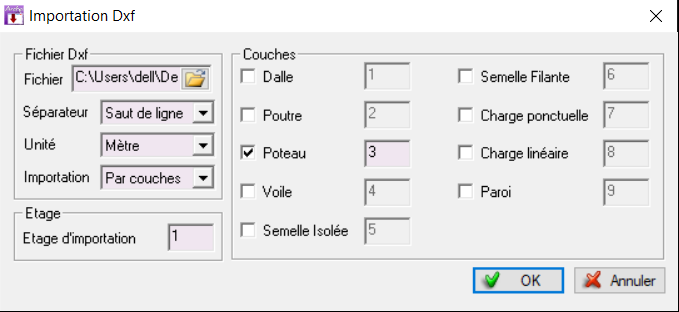 Importation Dxf
Fichier Dxf
Fichier C:\Users\dell\De
Séparateur Saut de ligne
Unité Mètre
Importation Par couches
Etage
Etage d'importation 1
Couches
Dalle 1
Poutre 2
Poteau 3
Voile 4
Semelle Isolée 5
Semelle Filante 6
Charge ponctuelle 7
Charge linéaire 8
Paroi 9
OK Annuler